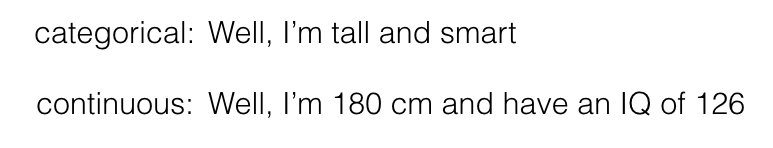 categorical: Well, I’m tall and smart
continuous: Well, I’m 180 cm and have an IQ of 126